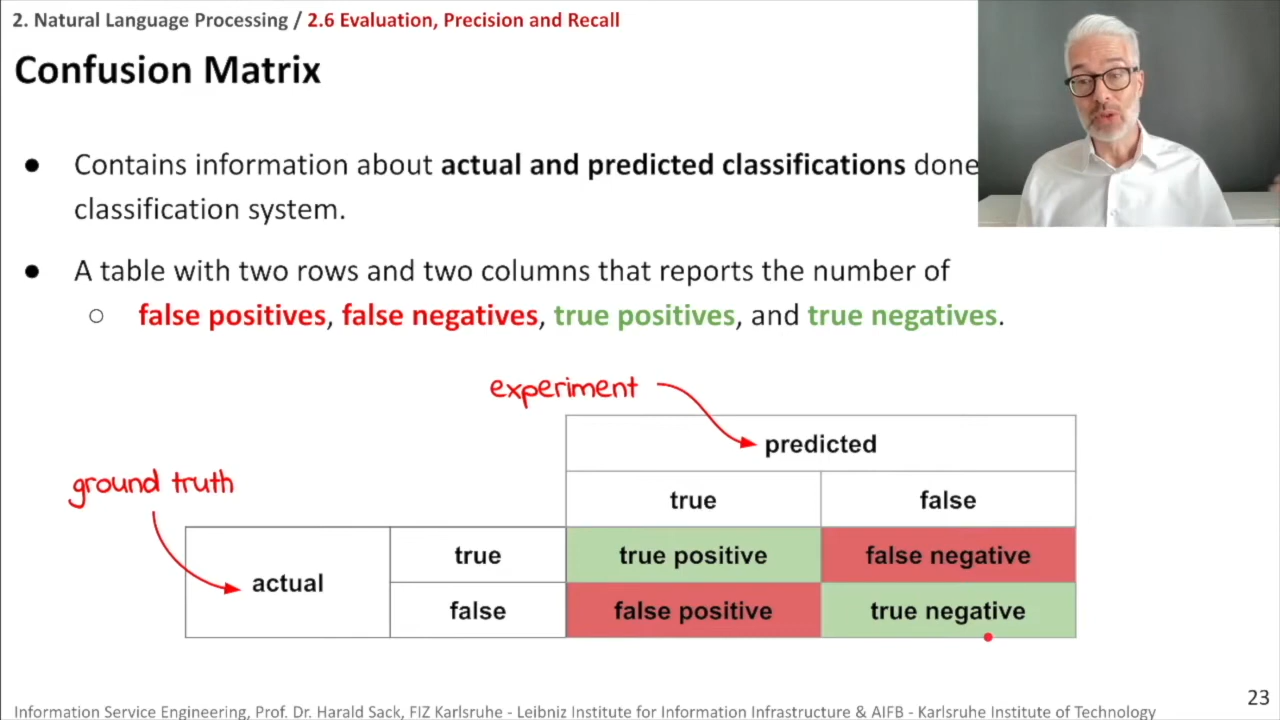 2. Natural Language Processing / 2.6 Evaluation, Precision and Recall
Confusion Matrix
● Contains information about actual and predicted classifications done
classification system.
● A table with two rows and two columns that reports the number of
○ false positives, false negatives, true positives, and true negatives.
experiment
predicted
ground truth
true false
actual
true true positive false negative
false false positive true negative
23
Information Service Engineering, Prof. Dr. Harald Sack, FIZ Karlsruhe - Leibniz Institute for Information Infrastructure & AIFB - Karlsruhe Institute of Technology